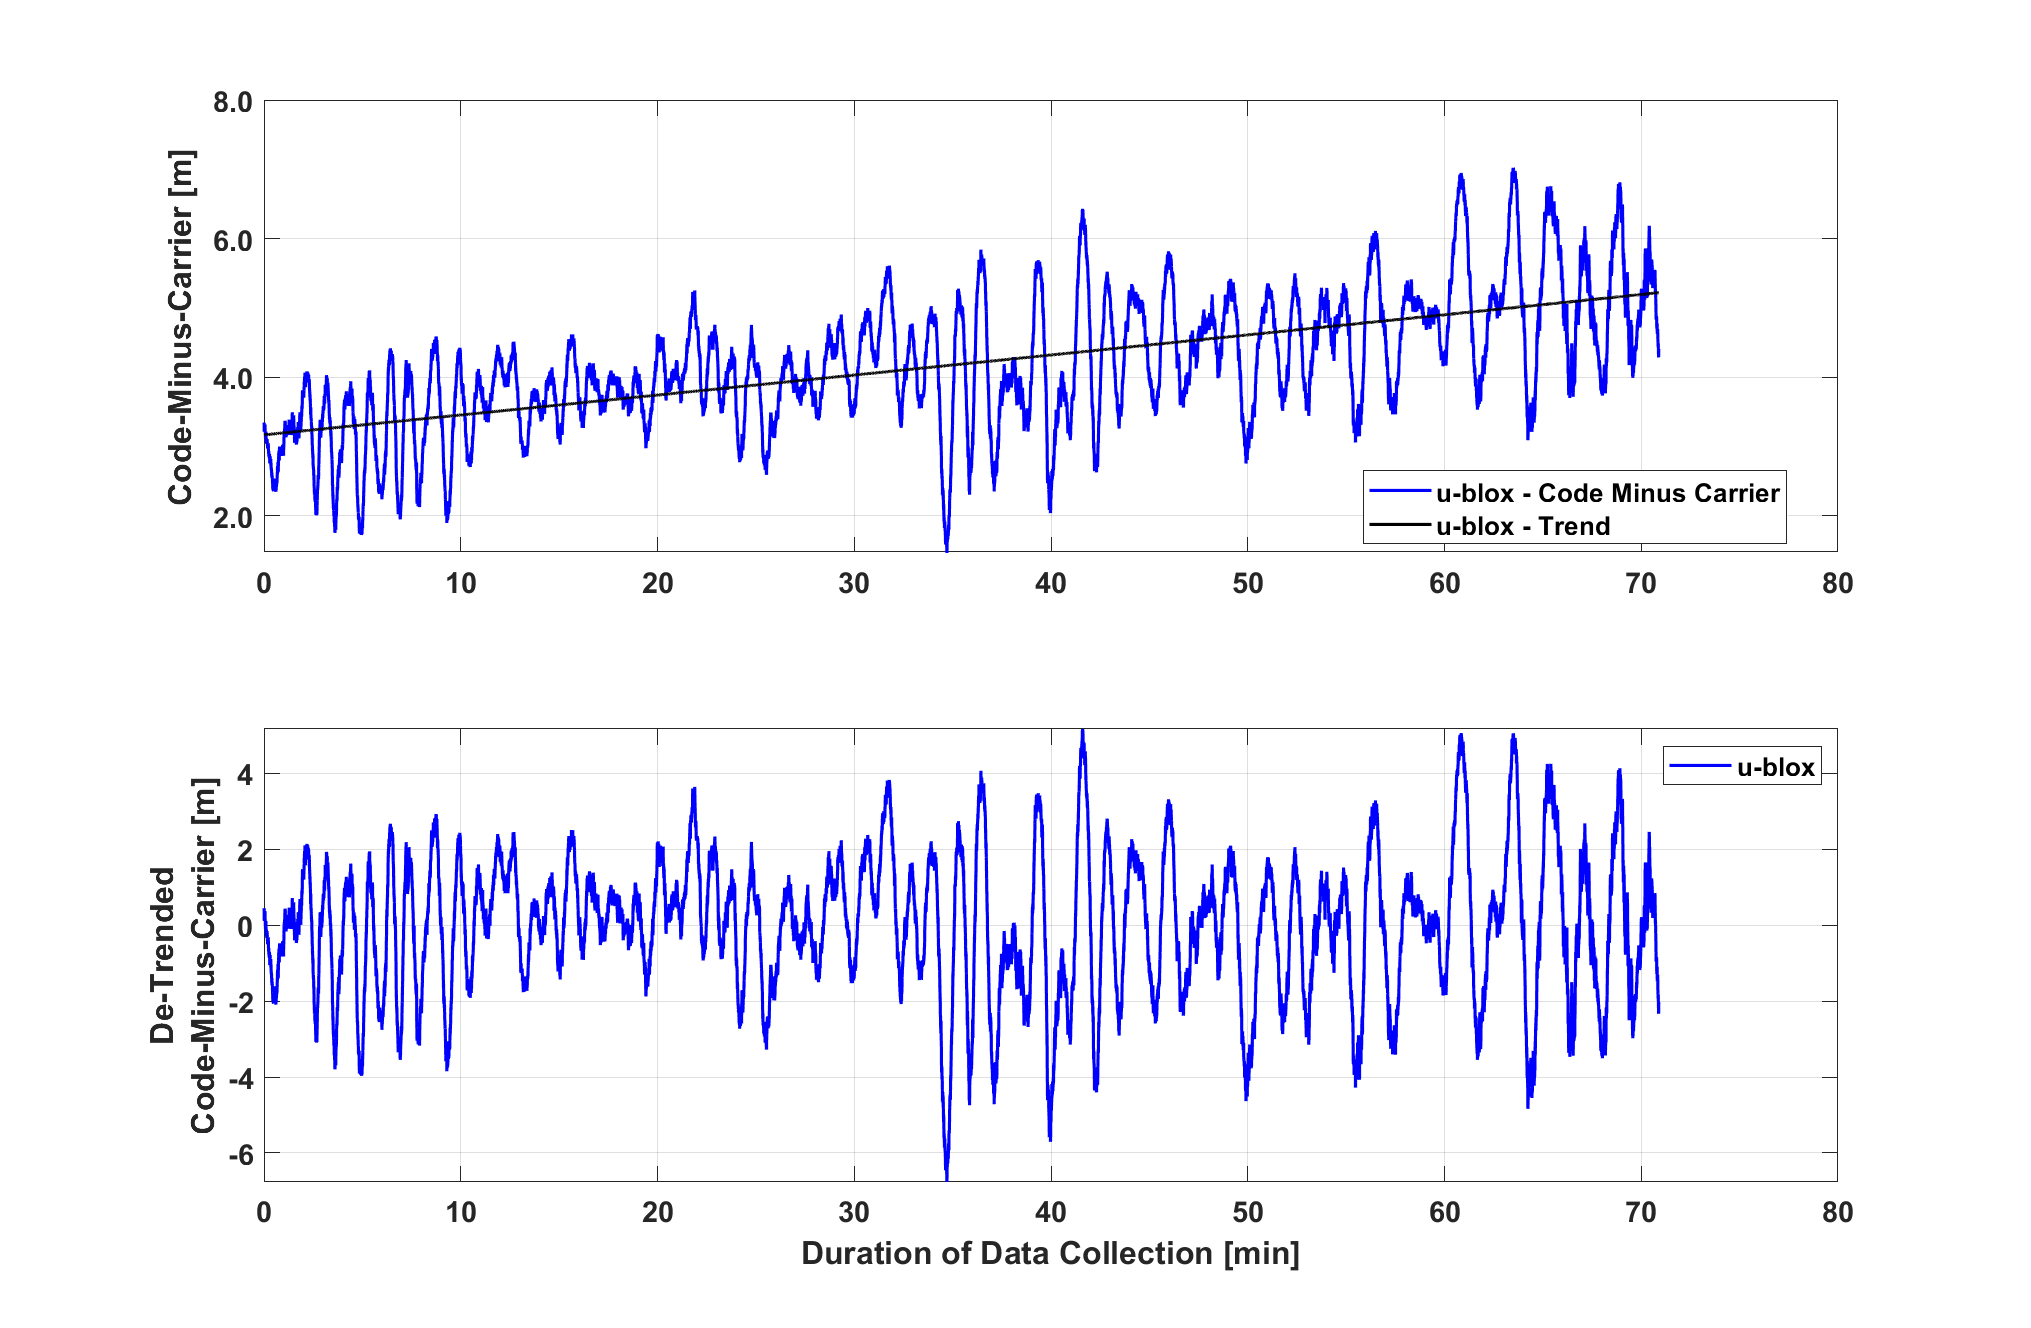 8.0
6.0
4.0
2.0
Code-Minus-Carrier [m]
u-blox - Code Minus Carrier
u-blox - Trend
0 10 20 30 40 50 60 70 80
4
2
0
-2
-4
-6
De-Trended
Code-Minus-Carrier [m]
u-blox
0 10 20 30 40 50 60 70 80
Duration of Data Collection [min]